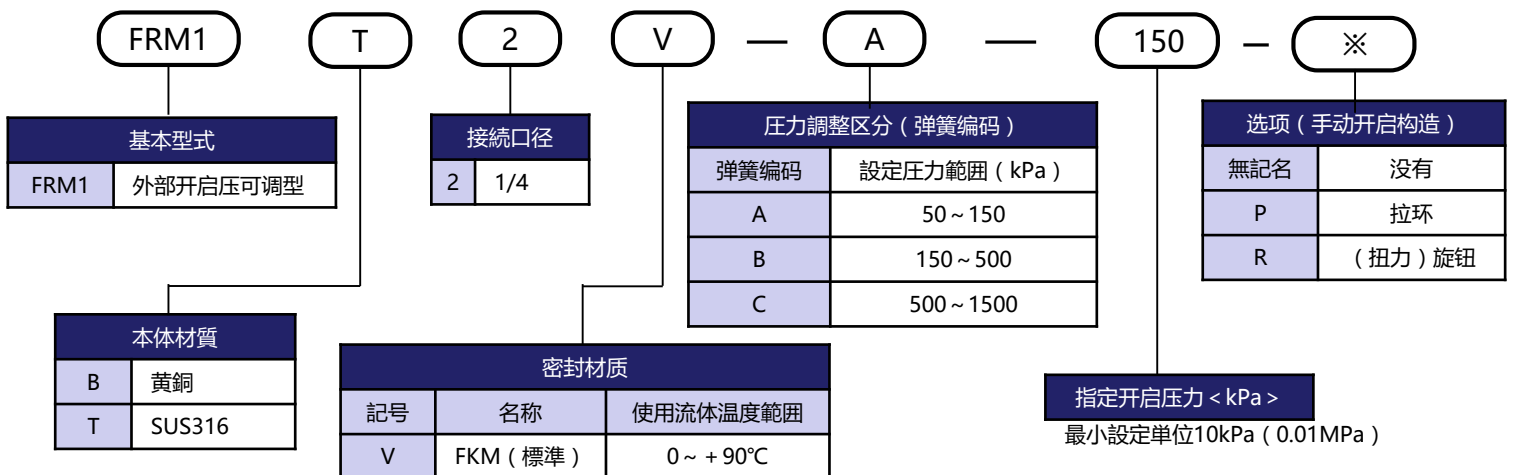 FRM1 T 2 V — A — 150 – ※
基本型式
FRM1 外部开启压可调型
接続口径
2 1/4
圧力調整区分（弹簧编码）
弹簧编码 設定圧力範囲（kPa）
A 50～150
B 150～500
C 500～1500
选项（手动开启构造）
無記名 没有
P 拉环
R （扭力）旋钮
本体材質
B 黄銅
T SUS316
密封材质
記号 名称 使用流体温度範囲
V FKM（標準） 0～＋90℃
指定开启压力＜kPa＞
最小設定単位10kPa（0.01MPa）